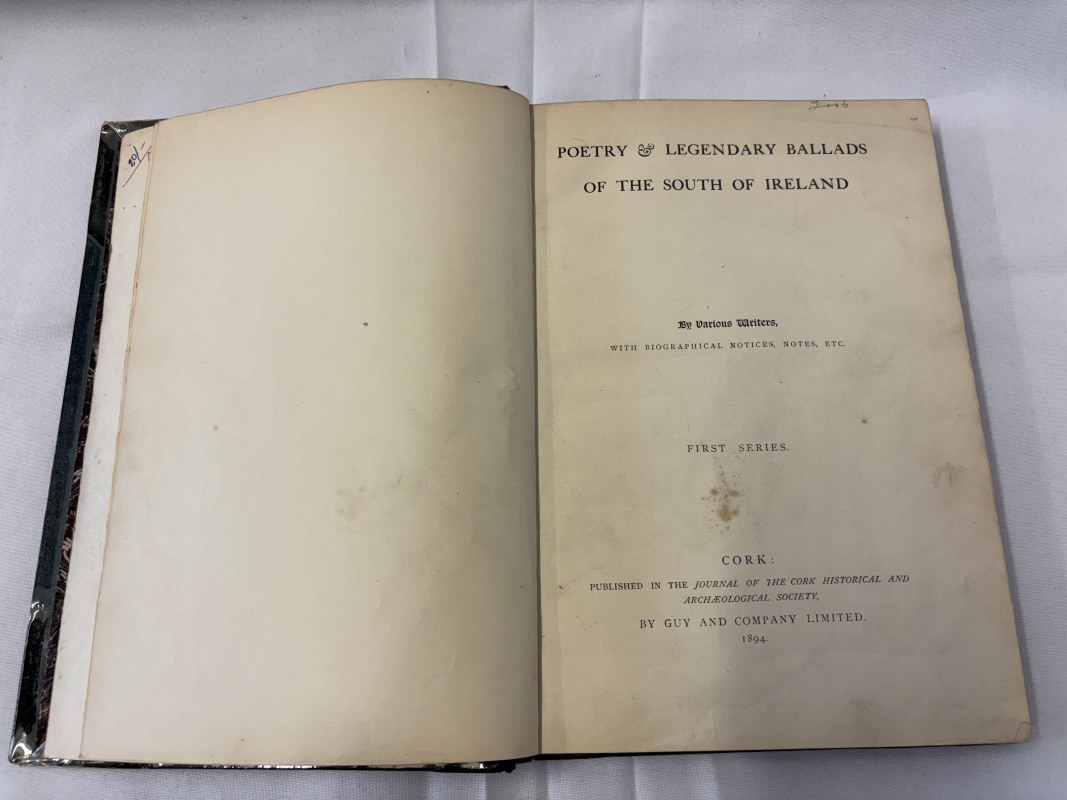 20/-
POETRY & LEGENDARY BALLADS
OF THE SOUTH OF IRELAND
By Various Writers,
WITH BIOGRAPHICAL NOTICES, NOTES, ETC.
FIRST SERIES.
CORK:
PUBLISHED IN THE JOURNAL OF THE CORK HISTORICAL AND
ARCHÆOLOGICAL SOCIETY,
BY GUY AND COMPANY LIMITED.
1894.